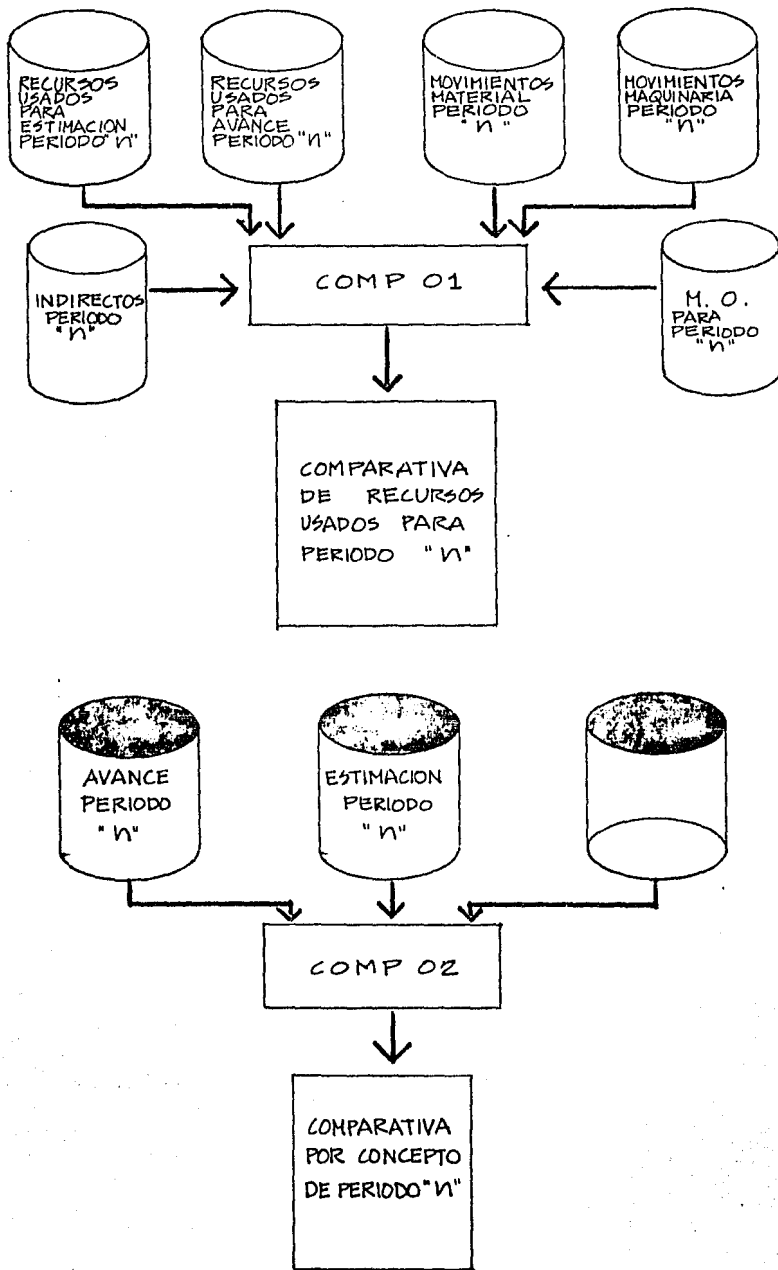 RECURSOS
USADOS
PARA
ESTIMACION
PERIODO "n"
RECURSOS
USADOS
PARA
AVANCE
PERIODO "n"
MOVIMIENTOS
MATERIAL
PERIODO
"n"
MOVIMIENTOS
MAQUINARIA
PERIODO
"n"
INDIRECTOS
PERIODO
"n"
COMP 01
M. O.
PARA
PERIODO
"n"
COMPARATIVA
DE RECURSOS
USADOS PARA
PERIODO "n"
AVANCE
PERIODO
"n"
ESTIMACION
PERIODO
"n"
COMP 02
COMPARATIVA
POR CONCEPTO
DE PERIODO "n"